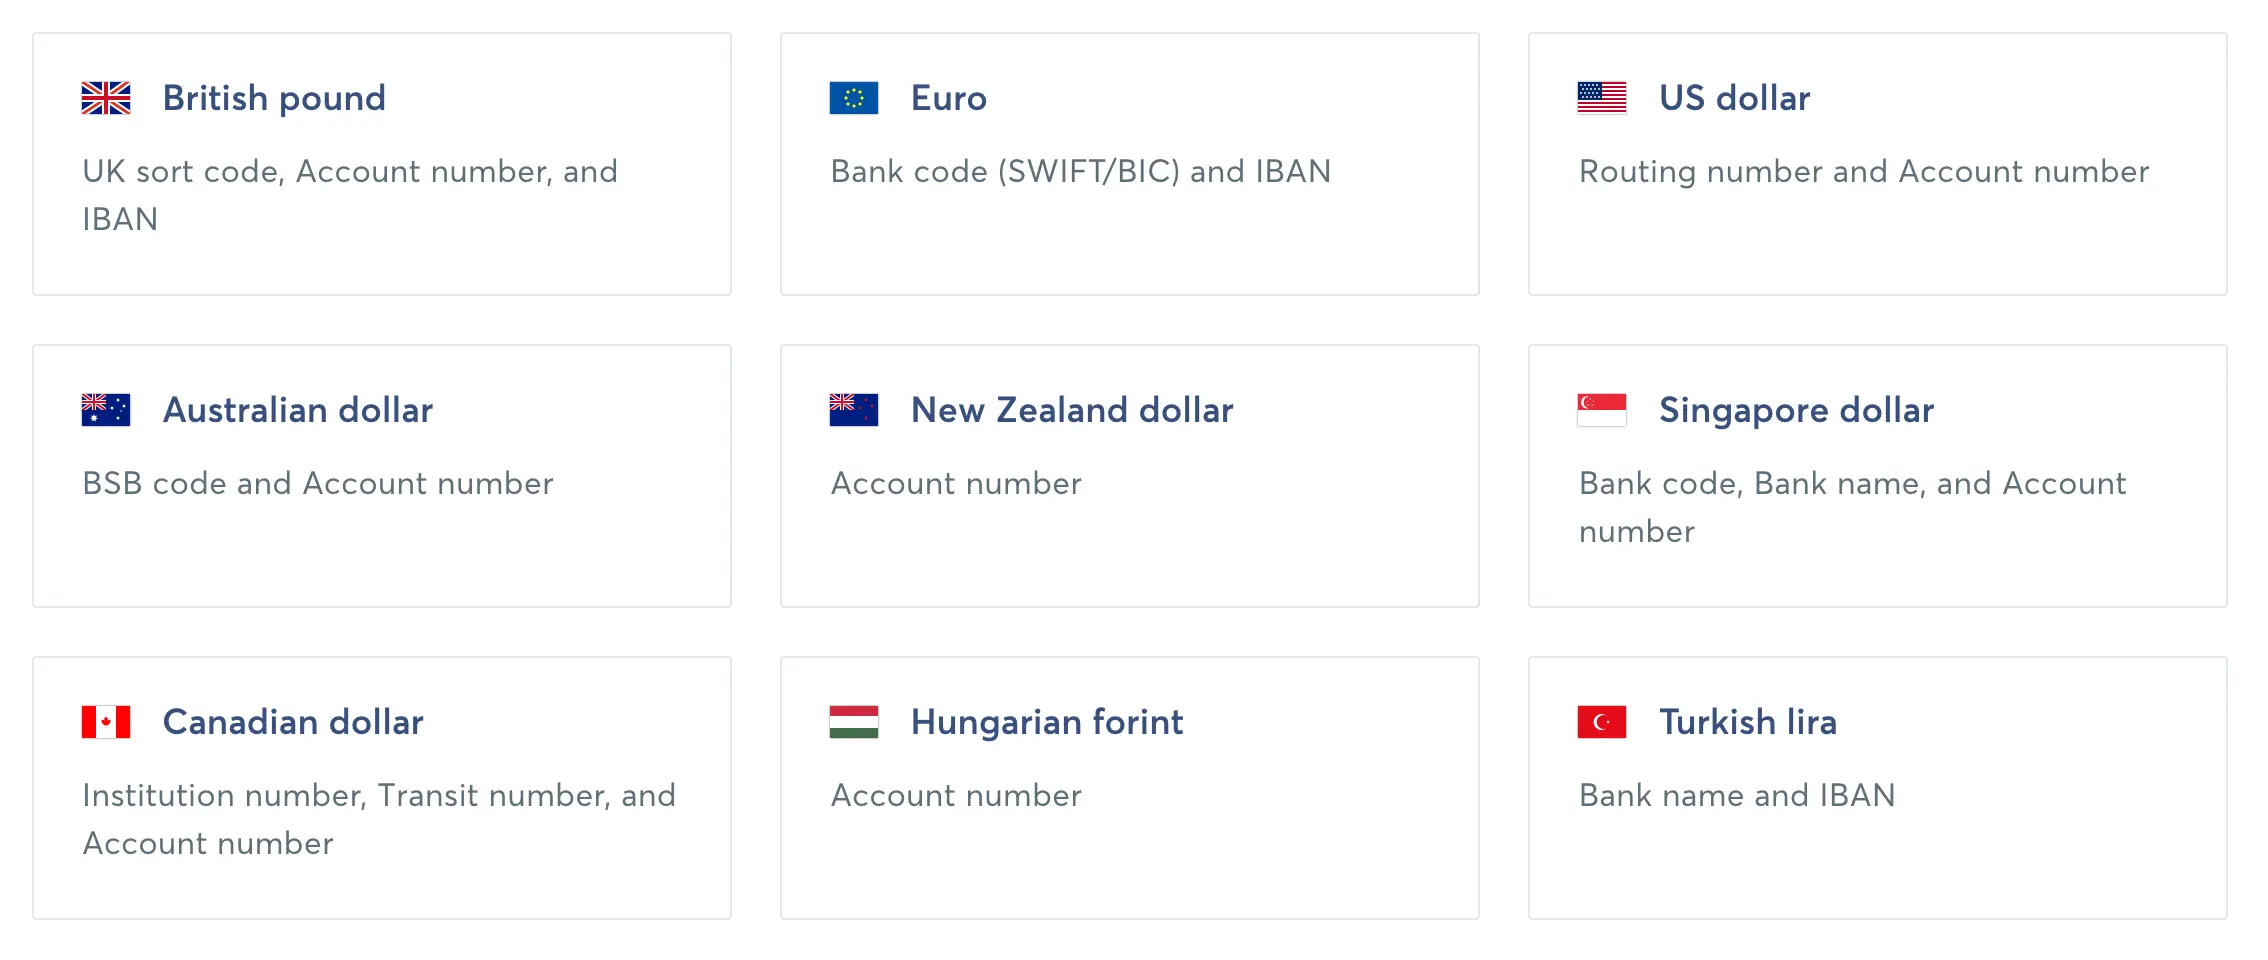 British pound
UK sort code, Account number, and
IBAN
Euro
Bank code (SWIFT/BIC) and IBAN
US dollar
Routing number and Account number
Australian dollar
BSB code and Account number
New Zealand dollar
Account number
Singapore dollar
Bank code, Bank name, and Account
number
Canadian dollar
Institution number, Transit number, and
Account number
Hungarian forint
Account number
Turkish lira
Bank name and IBAN